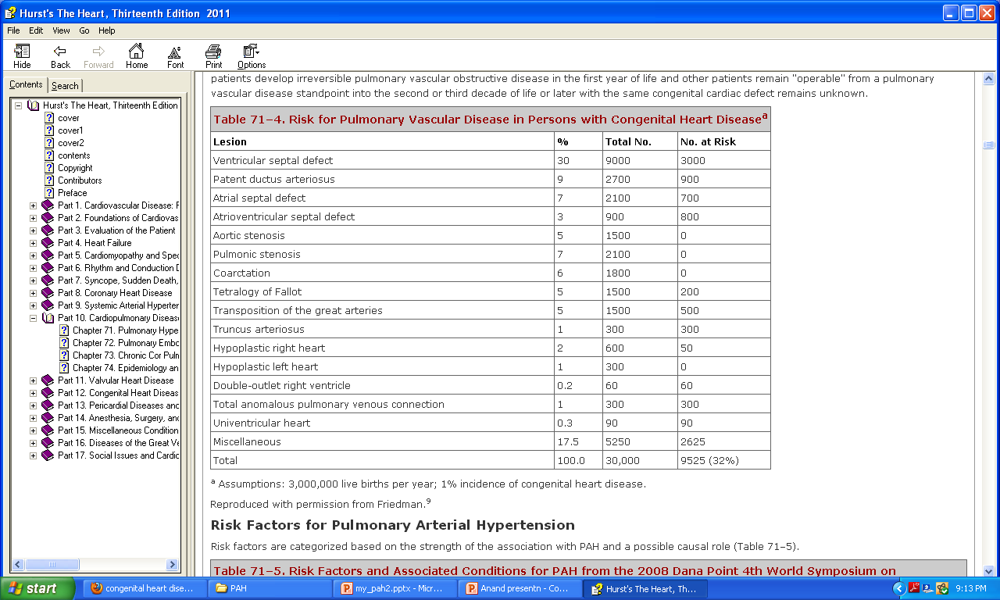 Hurst's The Heart, Thirteenth Edition 2011
File Edit View Go Help
Hide Back Forward Home Font Print Options
Contents Search
Hurst's The Heart, Thirteenth Edition
cover
cover1
cover2
contents
Copyright
Contributors
Preface
Part 1. Cardiovascular Disease:
Part 2. Foundations of Cardiovas
Part 3. Evaluation of the Patient
Part 4. Heart Failure
Part 5. Cardiomyopathy and Spec
Part 6. Rhythm and Conduction
Part 7. Syncope, Sudden Death,
Part 8. Coronary Heart Disease
Part 9. Systemic Arterial Hyperter
Part 10. Cardiopulmonary Diseas
Chapter 71. Pulmonary Hype
Chapter 72. Pulmonary Embo
Chapter 73. Chronic Cor Pulm
Chapter 74. Epidemiology an
Part 11. Valvular Heart Disease
Part 12. Congenital Heart Diseas
Part 13. Pericardial Diseases and
Part 14. Anesthesia, Surgery, and
Part 15. Miscellaneous Condition
Part 16. Diseases of the Great Ve
Part 17. Social Issues and Cardio
patients develop irreversible pulmonary vascular obstructive disease in the first year of life and other patients remain "operable" from a pulmonary
vascular disease standpoint into the second or third decade of life or later with the same congenital cardiac defect remains unknown.
Table 71–4. Risk for Pulmonary Vascular Disease in Persons with Congenital Heart Disease^a
Lesion % Total No. No. at Risk
Ventricular septal defect 30 9000 3000
Patent ductus arteriosus 9 2700 900
Atrial septal defect 7 2100 700
Atrioventricular septal defect 3 900 800
Aortic stenosis 5 1500 0
Pulmonic stenosis 7 2100 0
Coarctation 6 1800 0
Tetralogy of Fallot 5 1500 200
Transposition of the great arteries 5 1500 500
Truncus arteriosus 1 300 300
Hypoplastic right heart 2 600 50
Hypoplastic left heart 1 300 0
Double-outlet right ventricle 0.2 60 60
Total anomalous pulmonary venous connection 1 300 300
Univentricular heart 0.3 90 90
Miscellaneous 17.5 5250 2625
Total 100.0 30,000 9525 (32%)
^a Assumptions: 3,000,000 live births per year; 1% incidence of congenital heart disease.
Reproduced with permission from Friedman.^9
Risk Factors for Pulmonary Arterial Hypertension
Risk factors are categorized based on the strength of the association with PAH and a possible causal role (Table 71–5).
Table 71–5. Risk Factors and Associated Conditions for PAH from the 2008 Dana Point 4th World Symposium on
start congenital heart dise... PAH my_pah2.pptx - Micr... Anand presentn - Co... Hurst's The Heart, Th... 9:13 PM